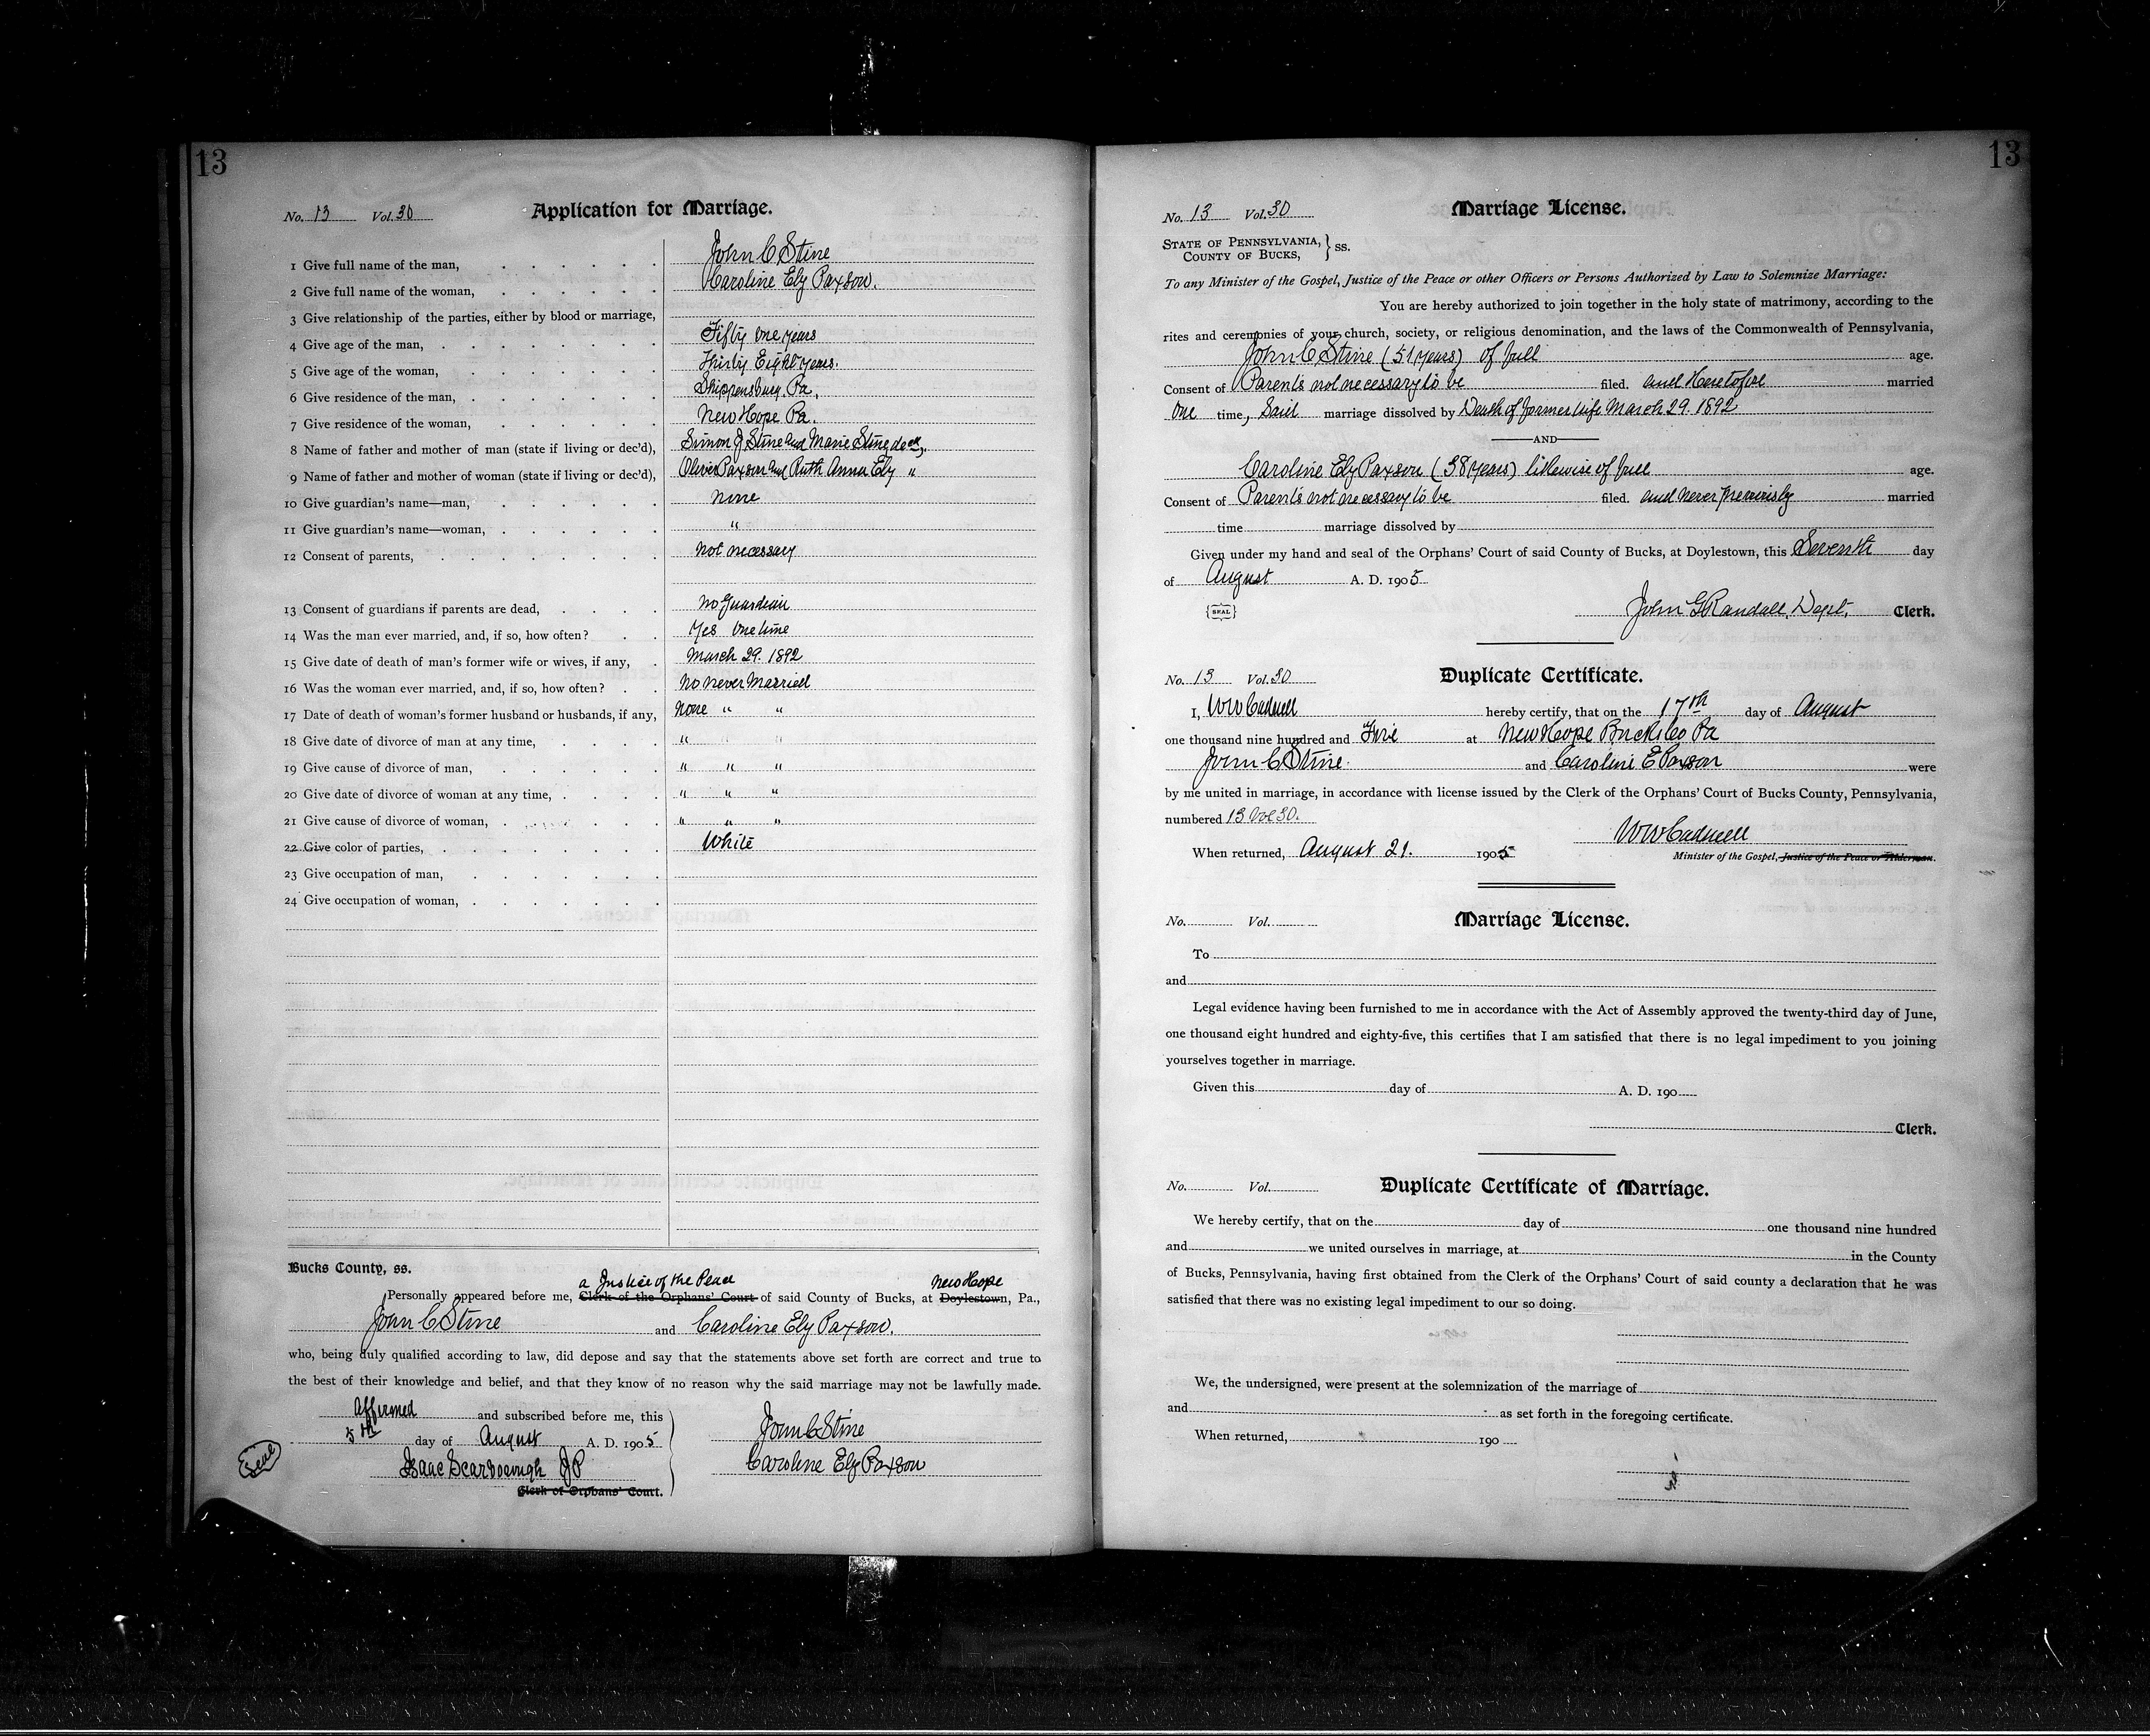 13
No. 13 Vol. 30 Application for Marriage.
1 Give full name of the man, John C Stine
2 Give full name of the woman, Caroline Ely Paxson.
3 Give relationship of the parties, either by blood or marriage,
4 Give age of the man, Fifty One years
5 Give age of the woman, Thirty Eight years.
6 Give residence of the man, Shippensburg Pa,
7 Give residence of the woman, New Hope Pa.
8 Name of father and mother of man (state if living or dec'd), Simon J Stine and Marie Stine decd,
9 Name of father and mother of woman (state if living or dec'd), Oliver Paxson and Ruth Anna Ely "
10 Give guardian's name—man, None
11 Give guardian's name—woman, "
12 Consent of parents, Not necessary
13 Consent of guardians if parents are dead, No Guardian
14 Was the man ever married, and, if so, how often? Yes One time
15 Give date of death of man's former wife or wives, if any, March 29. 1892
16 Was the woman ever married, and, if so, how often? No never Married
17 Date of death of woman's former husband or husbands, if any, None " "
18 Give date of divorce of man at any time, " " "
19 Give cause of divorce of man, " " "
20 Give date of divorce of woman at any time, " " "
21 Give cause of divorce of woman, " " "
22 Give color of parties, White
23 Give occupation of man,
24 Give occupation of woman,
Bucks County, ss.
a Justice of the Peace New Hope
Personally appeared before me, Clerk of the Orphans' Court of said County of Bucks, at Doylestown, Pa.,
John C Stine and Caroline Ely Paxson.
who, being duly qualified according to law, did depose and say that the statements above set forth are correct and true to
the best of their knowledge and belief, and that they know of no reason why the said marriage may not be lawfully made.
Affirmed and subscribed before me, this
5th day of August A. D. 1905
Isaac Scarborough JP
Clerk of Orphans' Court.
Seal
John C Stine
Caroline Ely Paxson
13
No. 13 Vol. 30 Marriage License.
STATE OF PENNSYLVANIA,
COUNTY OF BUCKS, } ss.
To any Minister of the Gospel, Justice of the Peace or other Officers or Persons Authorized by Law to Solemnize Marriage:
You are hereby authorized to join together in the holy state of matrimony, according to the
rites and ceremonies of your church, society, or religious denomination, and the laws of the Commonwealth of Pennsylvania,
John C Stine (51 years) of full age.
Consent of Parents not necessary to be filed. and Heretofore married
One time, Said marriage dissolved by Death of former wife March 29. 1892
AND
Caroline Ely Paxson (38 years) likewise of full age.
Consent of Parents not necessary to be filed. and never previously married
time marriage dissolved by
Given under my hand and seal of the Orphans' Court of said County of Bucks, at Doylestown, this Seventh day
of August A. D. 1905
{SEAL} John G Randall, Dept. Clerk.
No. 13 Vol. 30 Duplicate Certificate.
I, W W Cadwell hereby certify, that on the 17th day of August
one thousand nine hundred and Five at New Hope Bucks Co Pa
John C Stine. and Caroline E Paxson were
by me united in marriage, in accordance with license issued by the Clerk of the Orphans' Court of Bucks County, Pennsylvania,
numbered 13 Vol 30.
W W Cadwell
When returned, August 21. 1905
Minister of the Gospel, Justice of the Peace or Alderman.
No. Vol. Marriage License.
To
and
Legal evidence having been furnished to me in accordance with the Act of Assembly approved the twenty-third day of June,
one thousand eight hundred and eighty-five, this certifies that I am satisfied that there is no legal impediment to you joining
yourselves together in marriage.
Given this day of A. D. 190
Clerk.
No. Vol. Duplicate Certificate of Marriage.
We hereby certify, that on the day of one thousand nine hundred
and we united ourselves in marriage, at in the County
of Bucks, Pennsylvania, having first obtained from the Clerk of the Orphans' Court of said county a declaration that he was
satisfied that there was no existing legal impediment to our so doing.
We, the undersigned, were present at the solemnization of the marriage of
and as set forth in the foregoing certificate.
When returned, 190